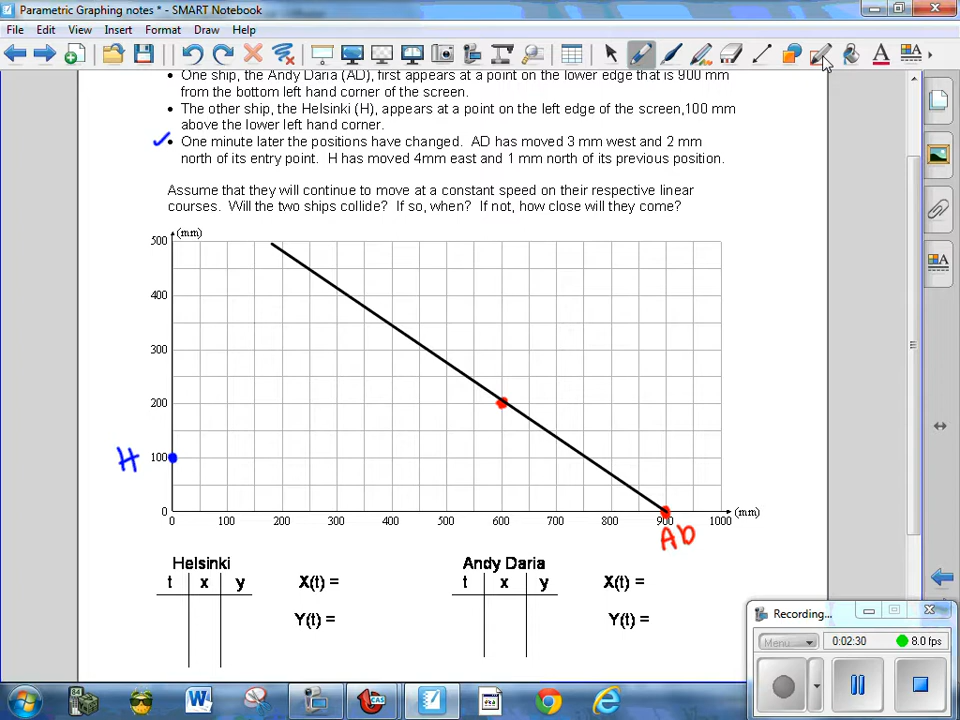 Parametric Graphing notes * - SMART Notebook
File Edit View Insert Format Draw Help
• One ship, the Andy Daria (AD), first appears at a point on the lower edge that is 900 mm
from the bottom left hand corner of the screen.
• The other ship, the Helsinki (H), appears at a point on the left edge of the screen,100 mm
above the lower left hand corner.
• One minute later the positions have changed. AD has moved 3 mm west and 2 mm
north of its entry point. H has moved 4mm east and 1 mm north of its previous position.
Assume that they will continue to move at a constant speed on their respective linear
courses. Will the two ships collide? If so, when? If not, how close will they come?
(mm)
500
400
300
200
H 100
0
0 100 200 300 400 500 600 700 800 900 1000 (mm)
AD
Helsinki Andy Daria
t x y X(t) = t x y X(t) =
Y(t) = Y(t) =
Recording...
Menu 0:02:30 8.0 fps
84
CAS
W